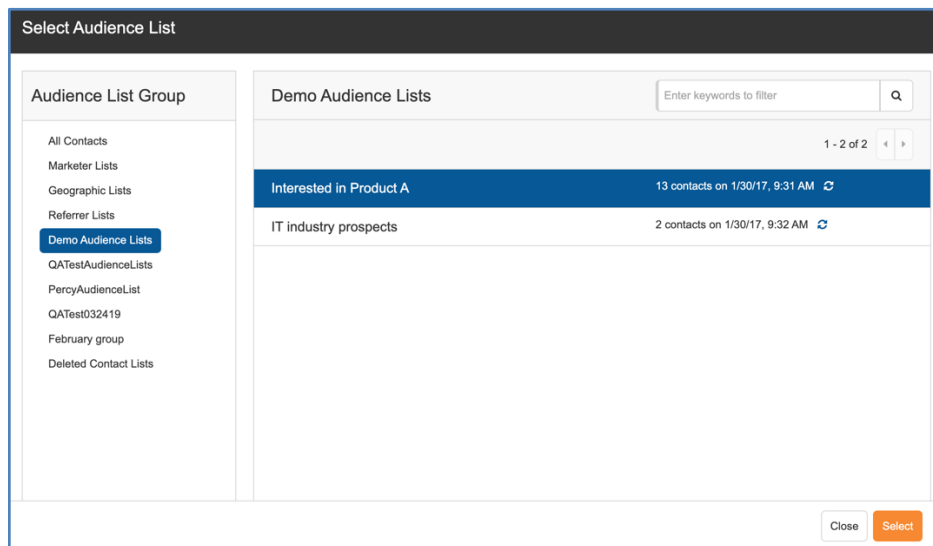 Select Audience List
Audience List Group
All Contacts
Marketer Lists
Geographic Lists
Referrer Lists
Demo Audience Lists
QATestAudienceLists
PercyAudienceList
QATest032419
February group
Deleted Contact Lists
Demo Audience Lists
Enter keywords to filter
1 - 2 of 2
Interested in Product A 13 contacts on 1/30/17, 9:31 AM
IT industry prospects 2 contacts on 1/30/17, 9:32 AM
Close Select